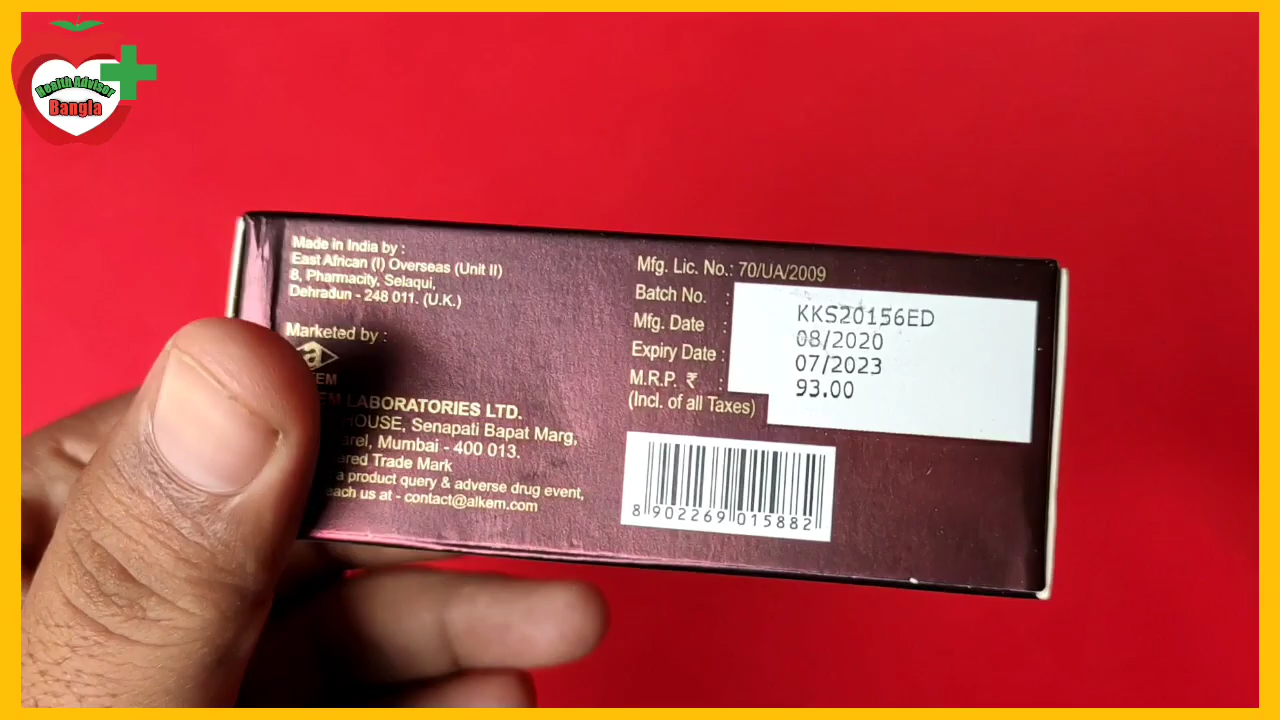 Health Advisor
Bangla
Made in India by :
East African (I) Overseas (Unit II)
8, Pharmacity, Selaqui,
Dehradun - 248 011. (U.K.)
Marketed by :
LABORATORIES LTD.
HOUSE, Senapati Bapat Marg,
Mumbai - 400 013.
Trade Mark
a product query & adverse drug event,
us at - contact@alkem.com
Mfg. Lic. No.: 70/UA/2009
Batch No. : KKS20156ED
Mfg. Date : 08/2020
Expiry Date : 07/2023
M.R.P. ₹ : 93.00
(Incl. of all Taxes)
8 902269 015882